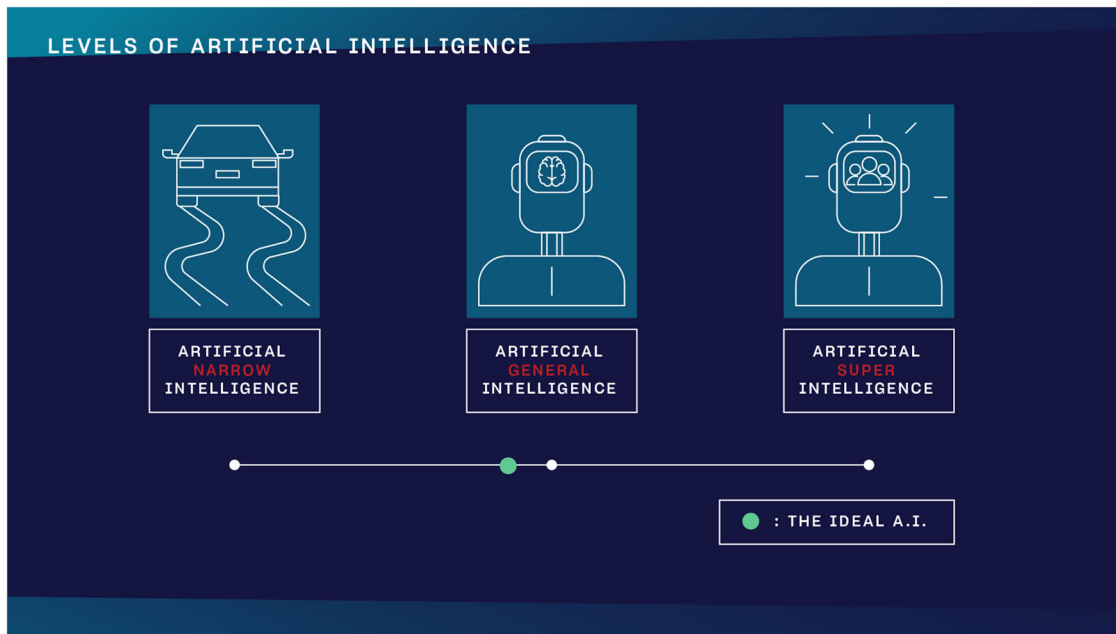 LEVELS OF ARTIFICIAL INTELLIGENCE
ARTIFICIAL
NARROW
INTELLIGENCE
ARTIFICIAL
GENERAL
INTELLIGENCE
ARTIFICIAL
SUPER
INTELLIGENCE
: THE IDEAL A.I.